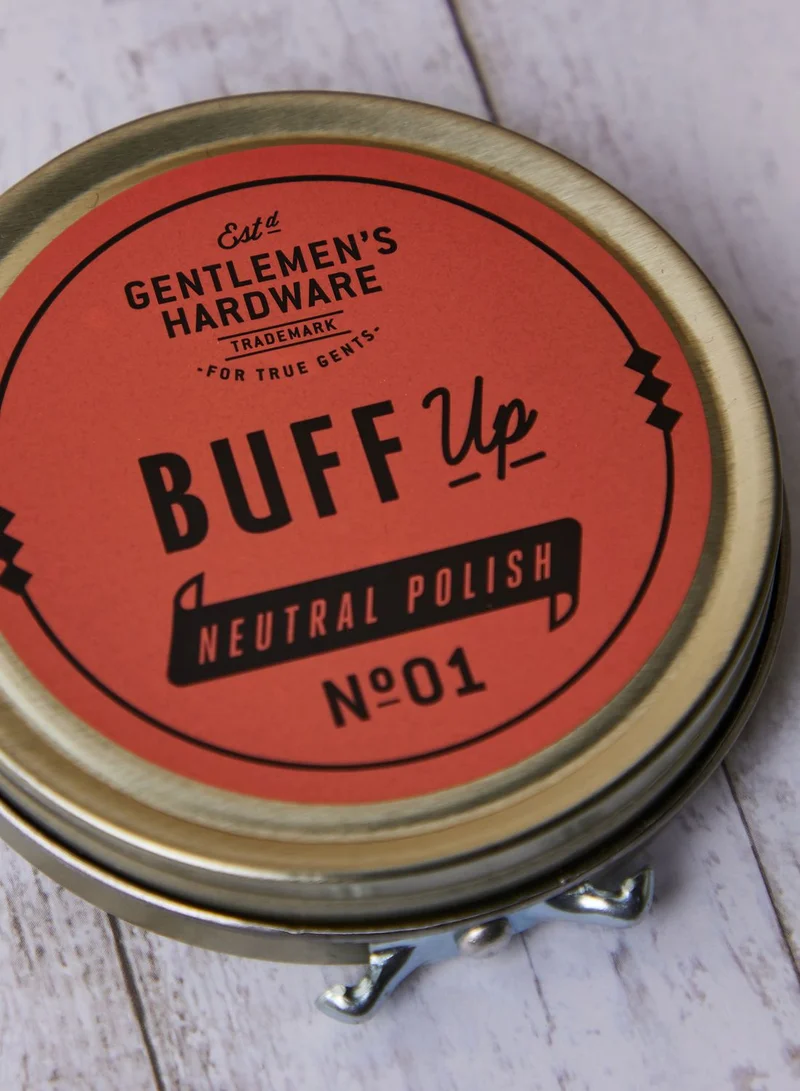 Estd
GENTLEMEN'S
HARDWARE
TRADEMARK
-FOR TRUE GENTS-
BUFF Up
NEUTRAL POLISH
Nº01